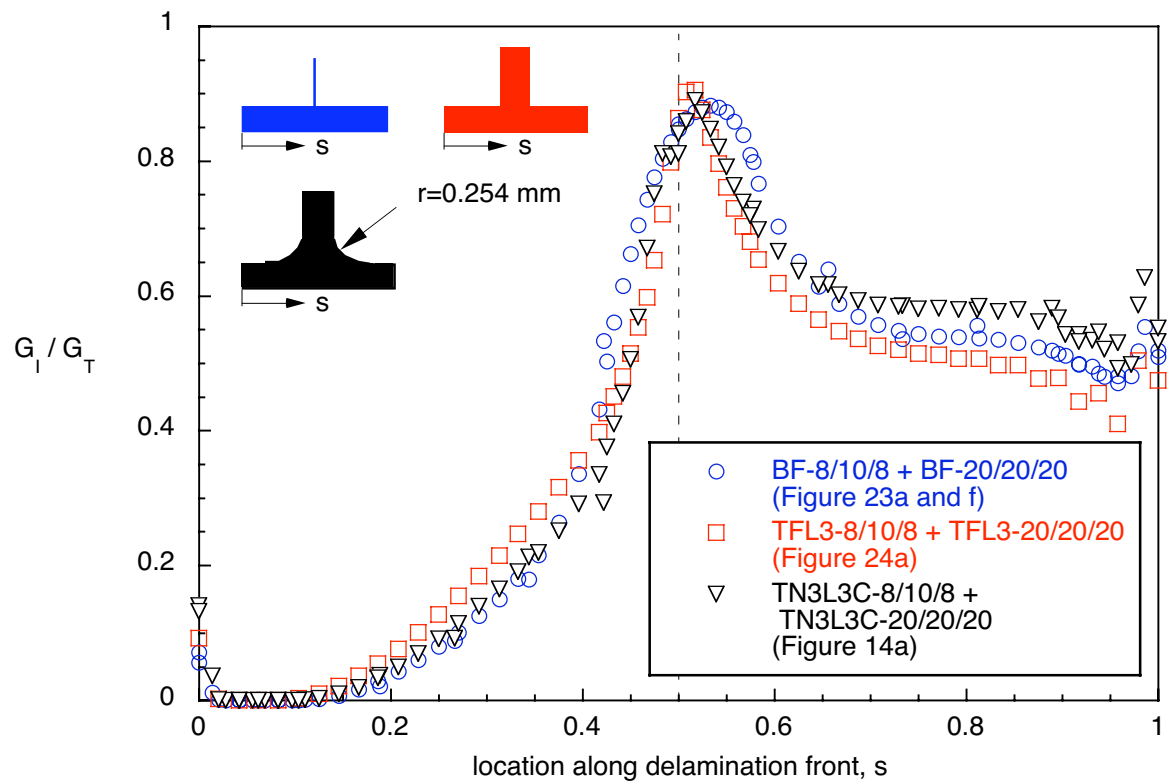 1
0.8
0.6
0.4
0.2
0
G_I / G_T
s
s
r=0.254 mm
s
BF-8/10/8 + BF-20/20/20
(Figure 23a and f)
TFL3-8/10/8 + TFL3-20/20/20
(Figure 24a)
TN3L3C-8/10/8 +
TN3L3C-20/20/20
(Figure 14a)
0 0.2 0.4 0.6 0.8 1
location along delamination front, s